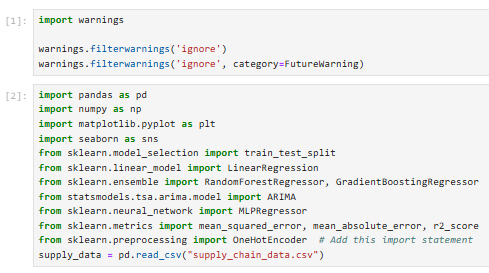 [1]: import warnings
warnings.filterwarnings('ignore')
warnings.filterwarnings('ignore', category=FutureWarning)
[2]: import pandas as pd
import numpy as np
import matplotlib.pyplot as plt
import seaborn as sns
from sklearn.model_selection import train_test_split
from sklearn.linear_model import LinearRegression
from sklearn.ensemble import RandomForestRegressor, GradientBoostingRegressor
from statsmodels.tsa.arima.model import ARIMA
from sklearn.neural_network import MLPRegressor
from sklearn.metrics import mean_squared_error, mean_absolute_error, r2_score
from sklearn.preprocessing import OneHotEncoder  # Add this import statement
supply_data = pd.read_csv("supply_chain_data.csv")